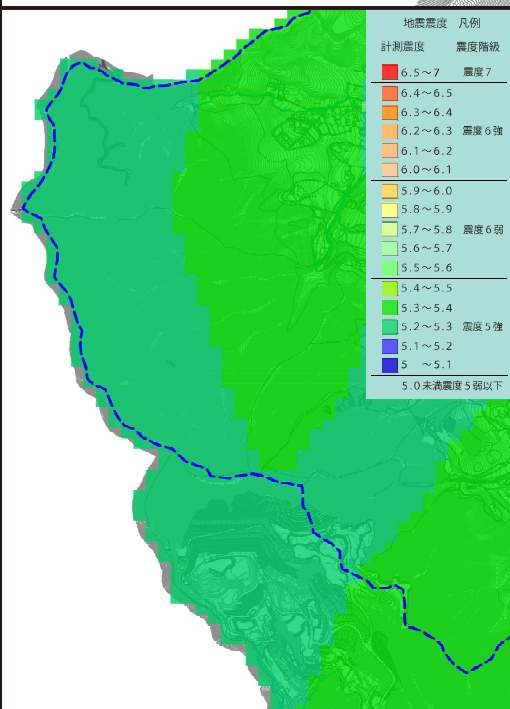 地震震度 凡例
計測震度 震度階級
6.5～7 震度7
6.4～6.5
6.3～6.4
6.2～6.3 震度6強
6.1～6.2
6.0～6.1
5.9～6.0
5.8～5.9
5.7～5.8 震度6弱
5.6～5.7
5.5～5.6
5.4～5.5
5.3～5.4
5.2～5.3 震度5強
5.1～5.2
5 ～5.1
5.0未満震度5弱以下